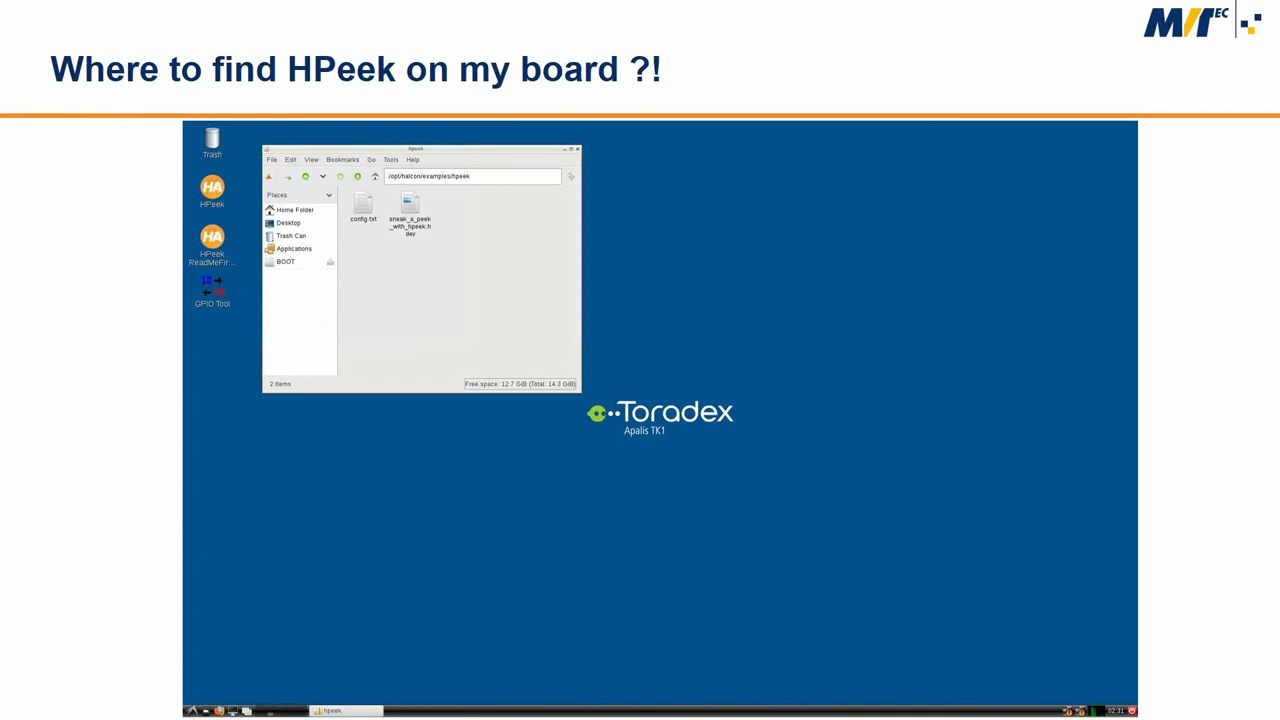 MVTEC
Where to find HPeek on my board ?!
Trash
HPeek
HPeek
ReadMeFir...
GPIO Tool
hpeek
File Edit View Bookmarks Go Tools Help
/opt/halcon/examples/hpeek
Places
Home Folder
Desktop
Trash Can
Applications
BOOT
config.txt
sneak_a_peek
_with_hpeek.h
dev
2 items
Free space: 12.7 GiB (Total: 14.3 GiB)
Toradex
Apalis TK1
hpeek
02:31